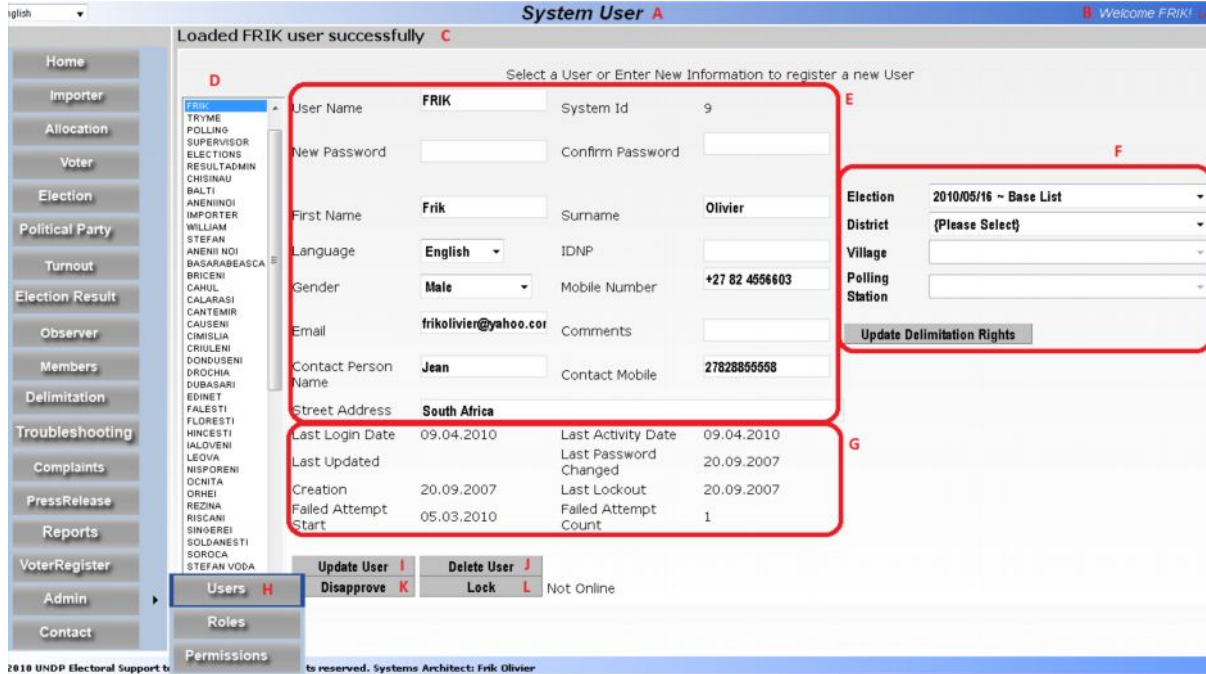 nglish
System User A
B Welcome FRIK!
Loaded FRIK user successfully C
Home
Importer
Allocation
Voter
Election
Political Party
Turnout
Election Result
Observer
Members
Delimitation
Troubleshooting
Complaints
PressRelease
Reports
VoterRegister
Admin
Contact
D
FRIK
TRYME
POLLING
SUPERVISOR
ELECTIONS
RESULTADMIN
CHISINAU
BALTI
ANENIINOI
IMPORTER
WILLIAM
STEFAN
ANENII NOI
BASARABEASCA
BRICENI
CAHUL
CALARASI
CANTEMIR
CAUSENI
CIMISLIA
CRIULENI
DONDUSENI
DROCHIA
DUBASARI
EDINET
FALESTI
FLORESTI
HINCESTI
IALOVENI
LEOVA
NISPORENI
OCNITA
ORHEI
REZINA
RISCANI
SINGEREI
SOLDANESTI
SOROCA
STEFAN VODA
Users H
Roles
Permissions
Select a User or Enter New Information to register a new User
E
User Name FRIK System Id 9
New Password Confirm Password
First Name Frik Surname Olivier
Language English IDNP
Gender Male Mobile Number +27 82 4556603
Email frikolivier@yahoo.com Comments
Contact Person
Name Jean Contact Mobile 27828855558
Street Address South Africa
F
Election 2010/05/16 ~ Base List
District {Please Select}
Village
Polling
Station
Update Delimitation Rights
G
Last Login Date 09.04.2010 Last Activity Date 09.04.2010
Last Updated Last Password
Changed 20.09.2007
Creation 20.09.2007 Last Lockout 20.09.2007
Failed Attempt
Start 05.03.2010 Failed Attempt
Count 1
Update User I Delete User J
Disapprove K Lock L Not Online
2010 UNDP Electoral Support t ts reserved. Systems Architect: Frik Olivier